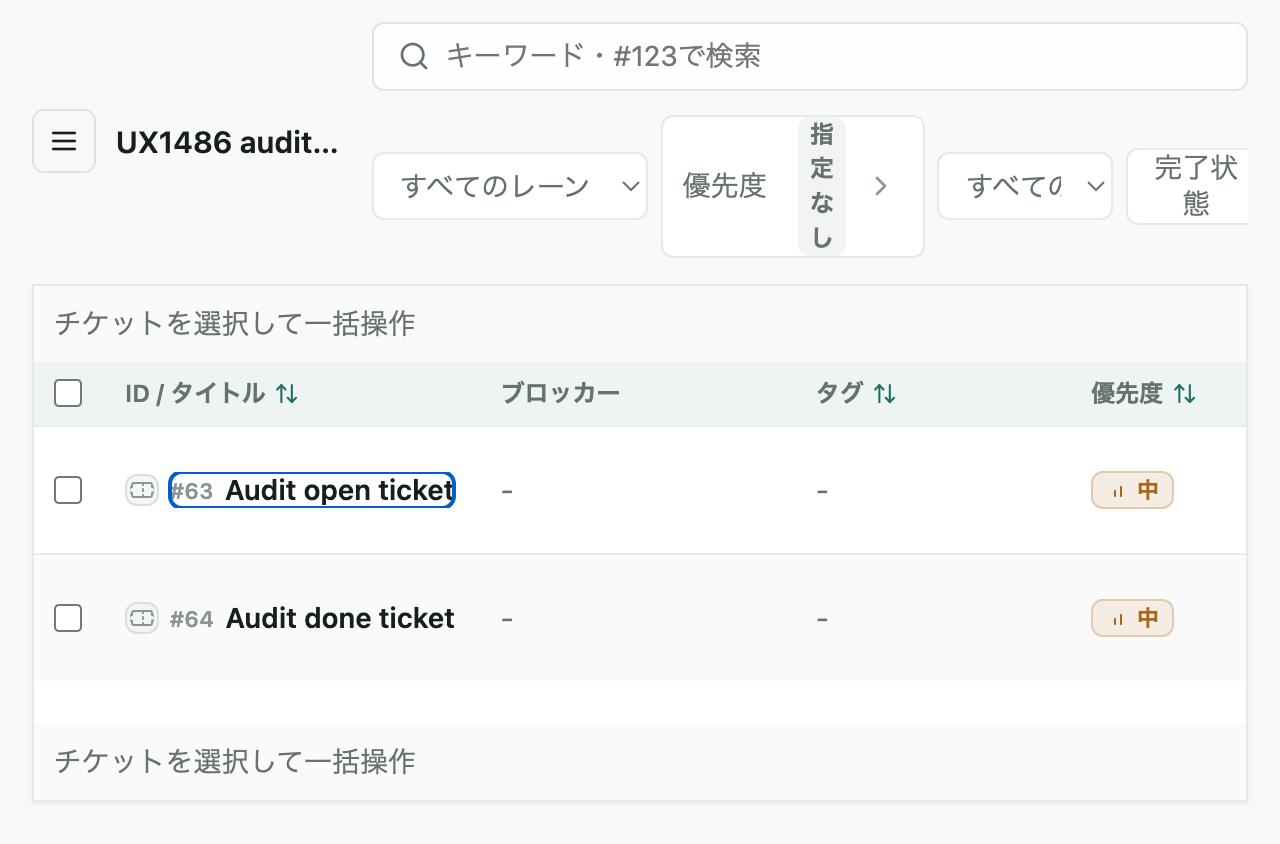 キーワード・#123で検索
UX1486 audit...
すべてのレーン
優先度
指
定
な
し
すべての
完了状
態
チケットを選択して一括操作
ID / タイトル ブロッカー タグ 優先度
#63 Audit open ticket - - 中
#64 Audit done ticket - - 中
チケットを選択して一括操作